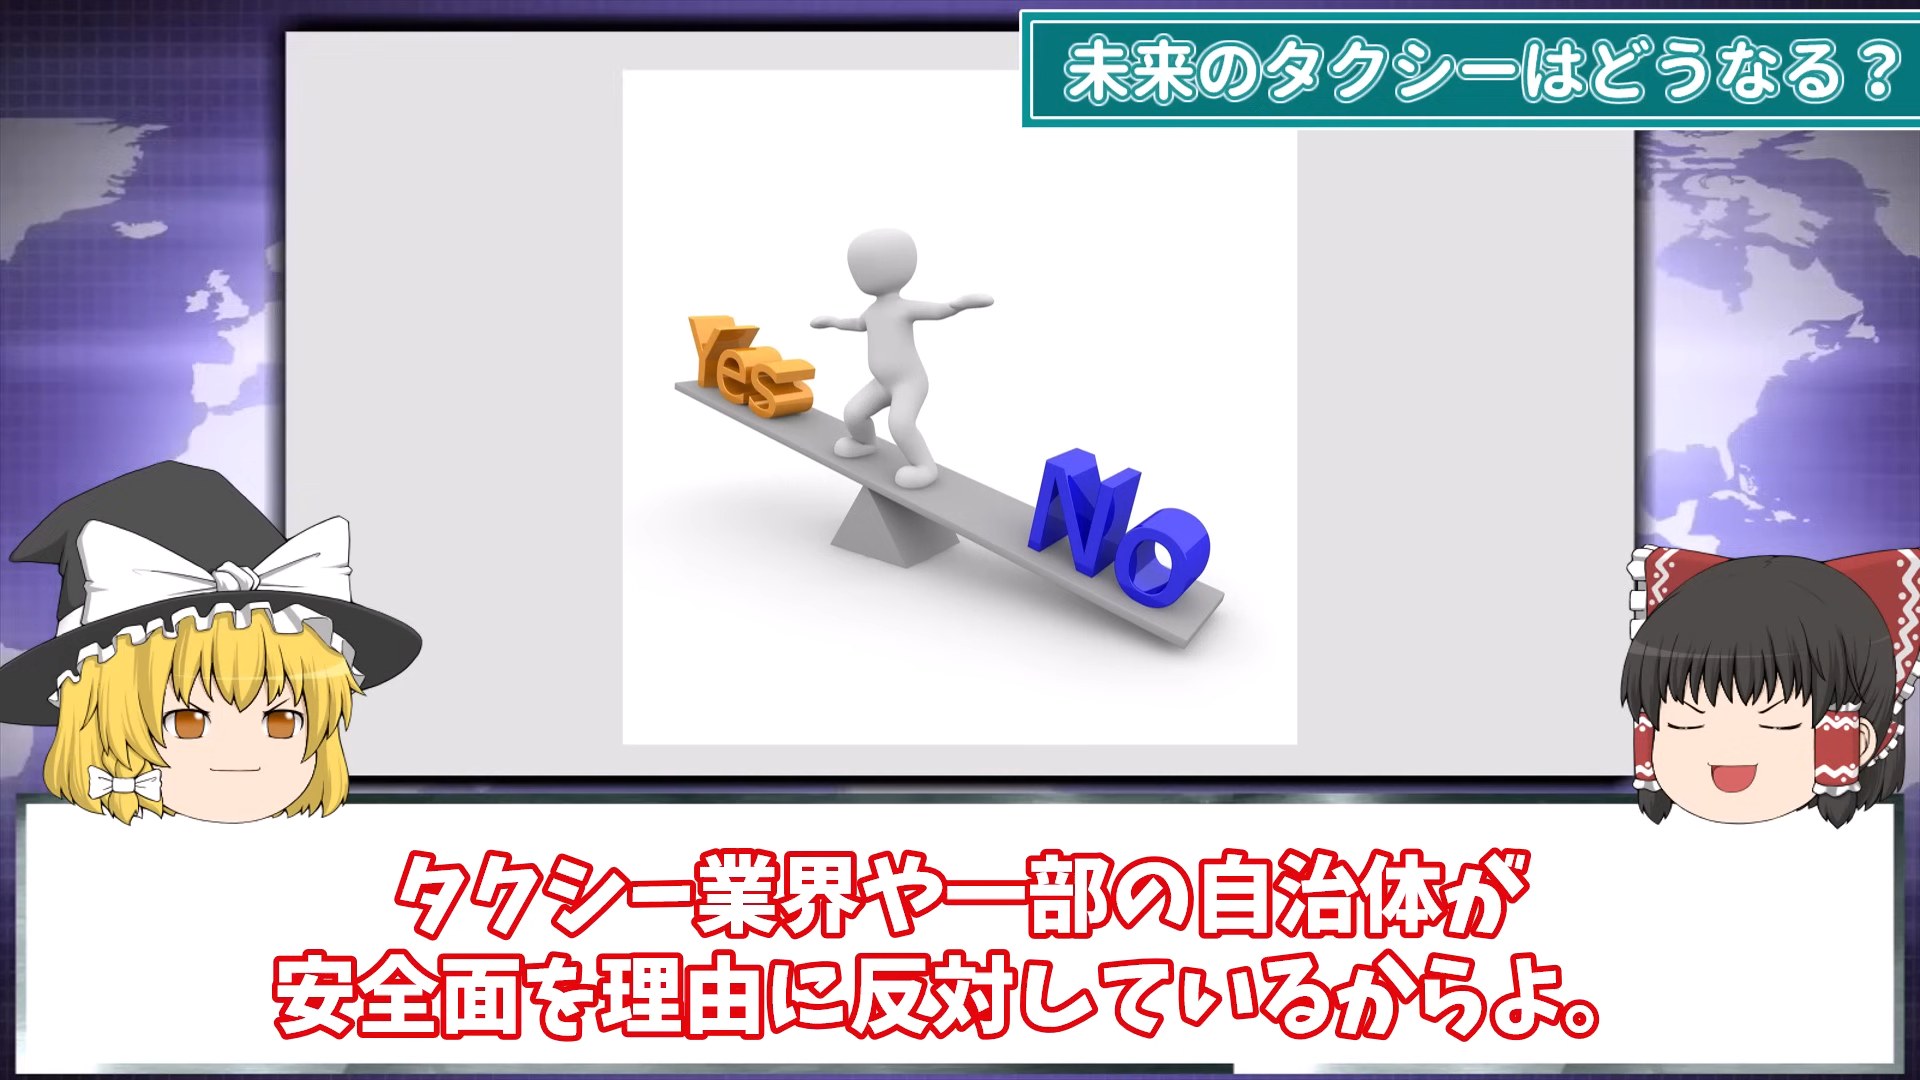 未来のタクシーはどうなる？
Yes
No
タクシー業界や一部の自治体が
安全面を理由に反対しているからよ。